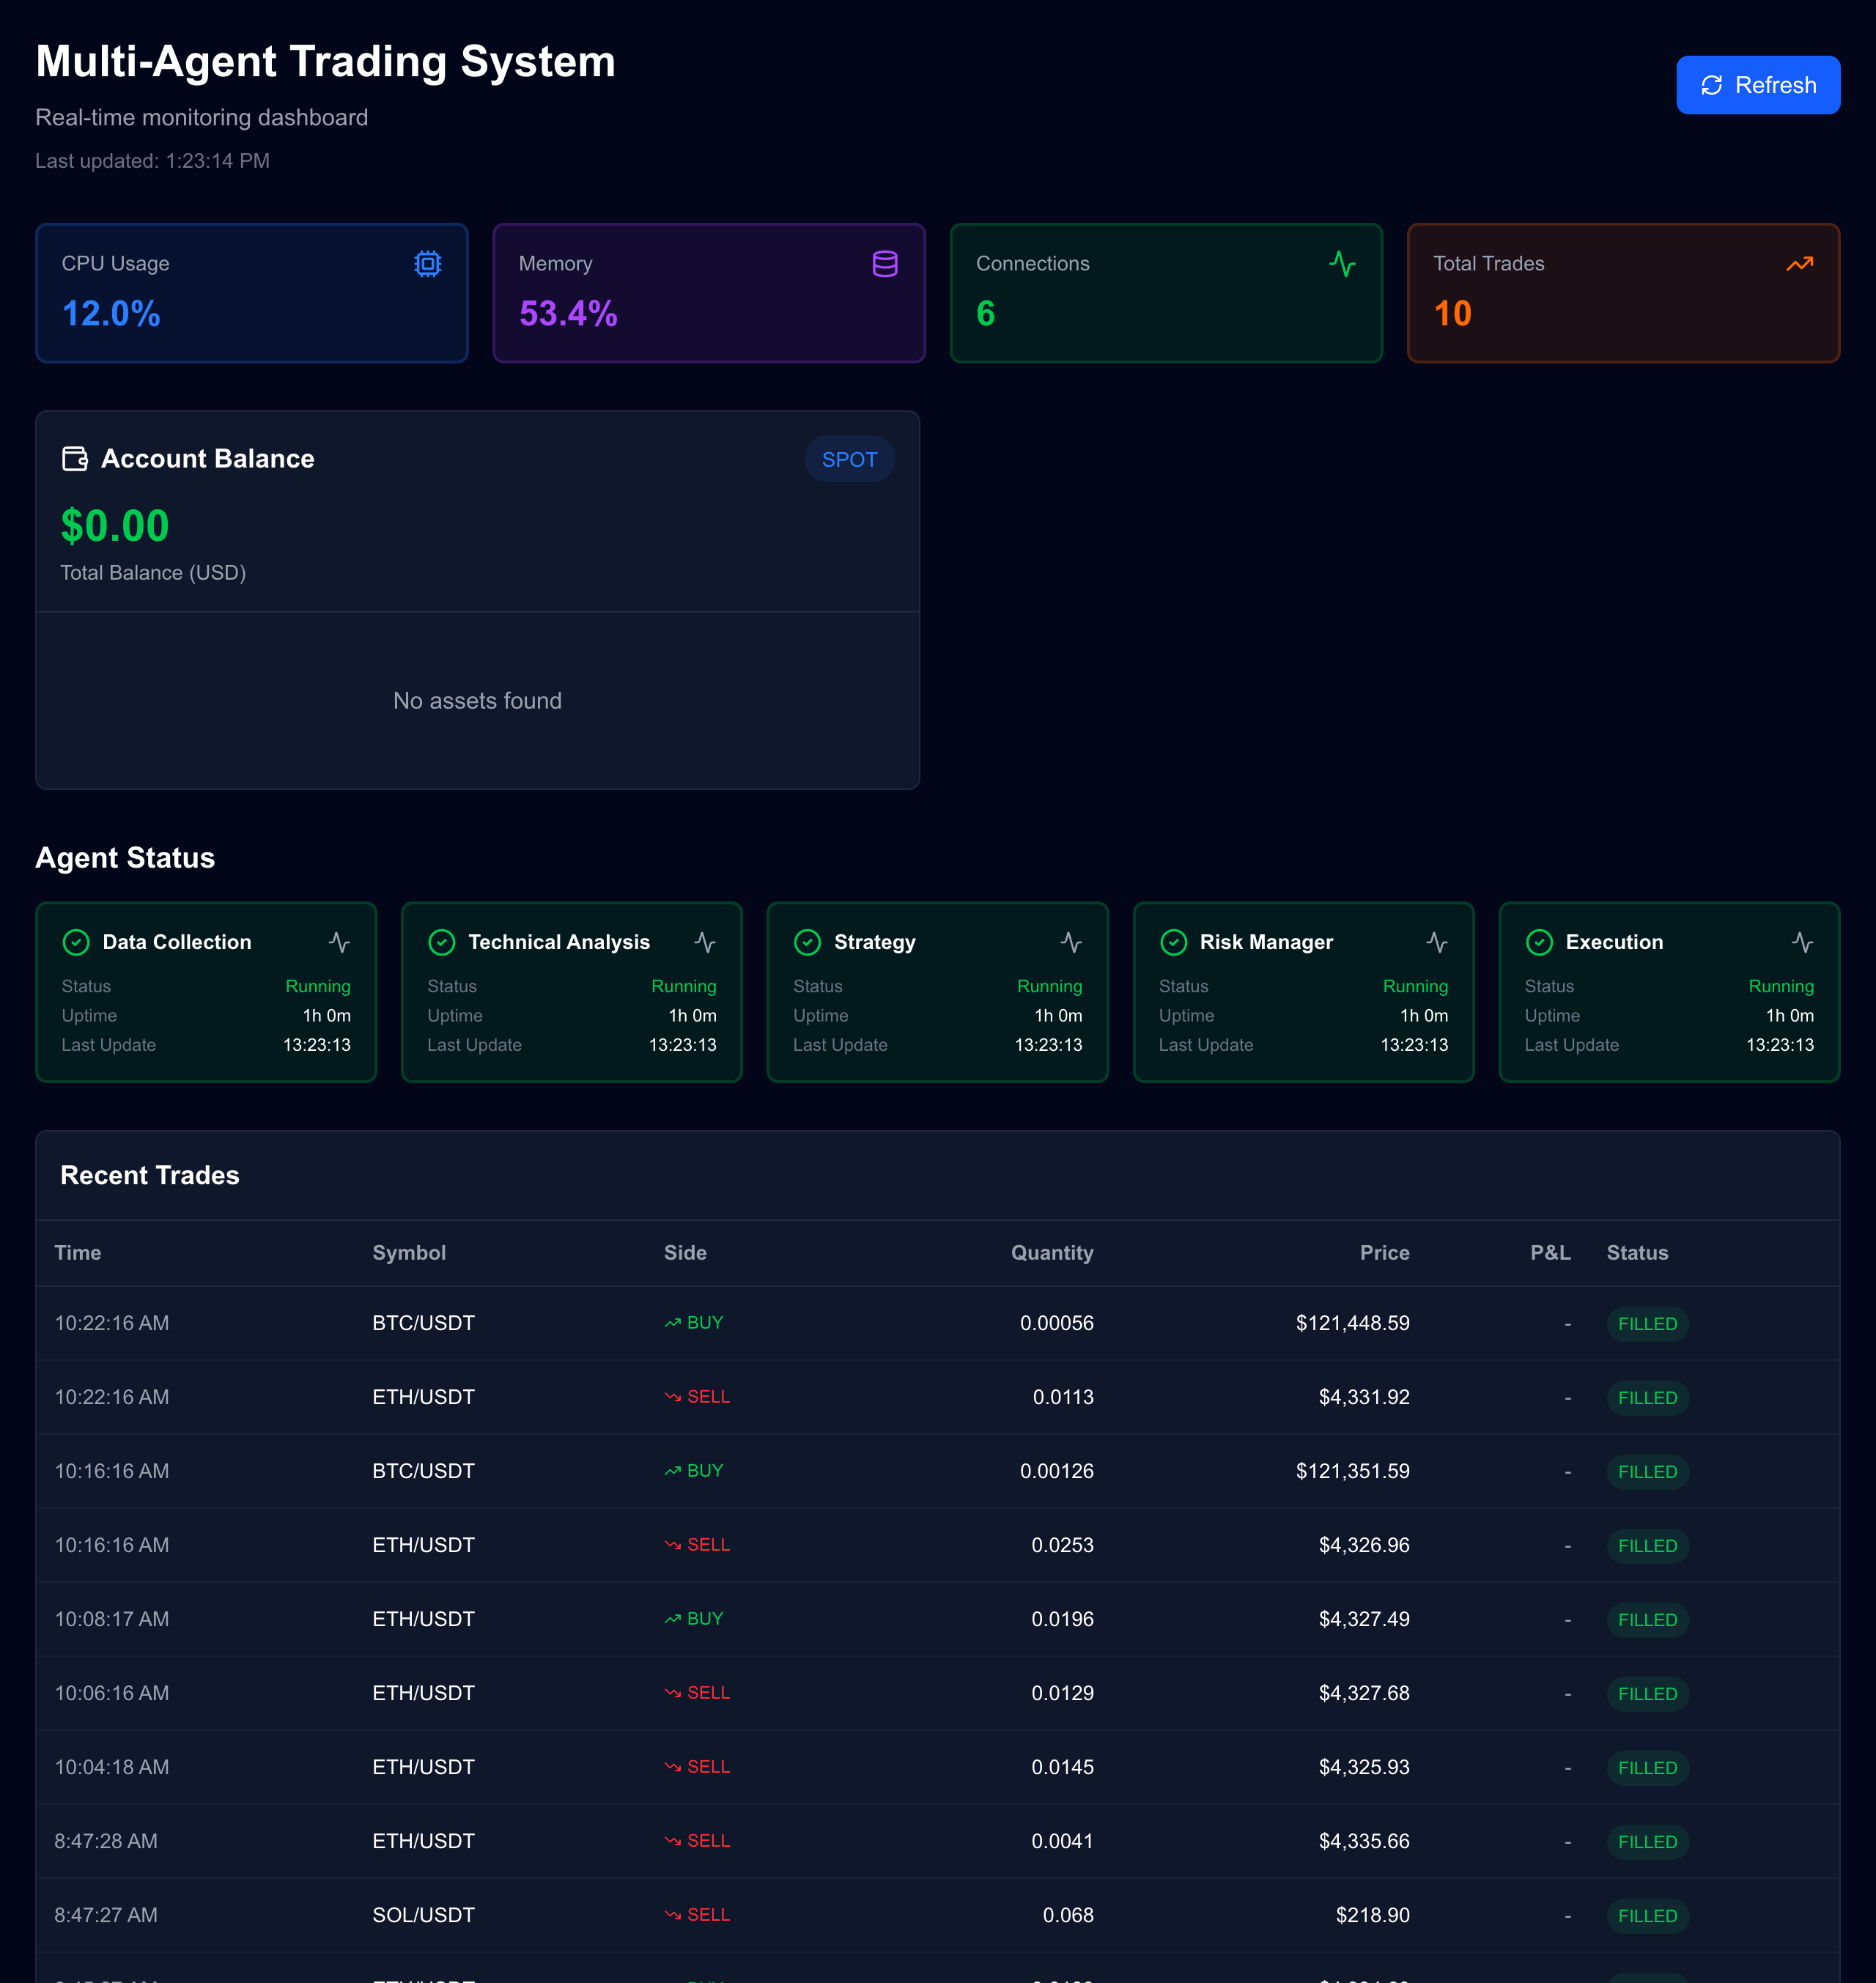 Multi-Agent Trading System
Refresh
Real-time monitoring dashboard
Last updated: 1:23:14 PM
CPU Usage
12.0%
Memory
53.4%
Connections
6
Total Trades
10
Account Balance
SPOT
$0.00
Total Balance (USD)
No assets found
Agent Status
Data Collection
Status Running
Uptime 1h 0m
Last Update 13:23:13
Technical Analysis
Status Running
Uptime 1h 0m
Last Update 13:23:13
Strategy
Status Running
Uptime 1h 0m
Last Update 13:23:13
Risk Manager
Status Running
Uptime 1h 0m
Last Update 13:23:13
Execution
Status Running
Uptime 1h 0m
Last Update 13:23:13
Recent Trades
Time Symbol Side Quantity Price P&L Status
10:22:16 AM BTC/USDT BUY 0.00056 $121,448.59 - FILLED
10:22:16 AM ETH/USDT SELL 0.0113 $4,331.92 - FILLED
10:16:16 AM BTC/USDT BUY 0.00126 $121,351.59 - FILLED
10:16:16 AM ETH/USDT SELL 0.0253 $4,326.96 - FILLED
10:08:17 AM ETH/USDT BUY 0.0196 $4,327.49 - FILLED
10:06:16 AM ETH/USDT SELL 0.0129 $4,327.68 - FILLED
10:04:18 AM ETH/USDT SELL 0.0145 $4,325.93 - FILLED
8:47:28 AM ETH/USDT SELL 0.0041 $4,335.66 - FILLED
8:47:27 AM SOL/USDT SELL 0.068 $218.90 - FILLED